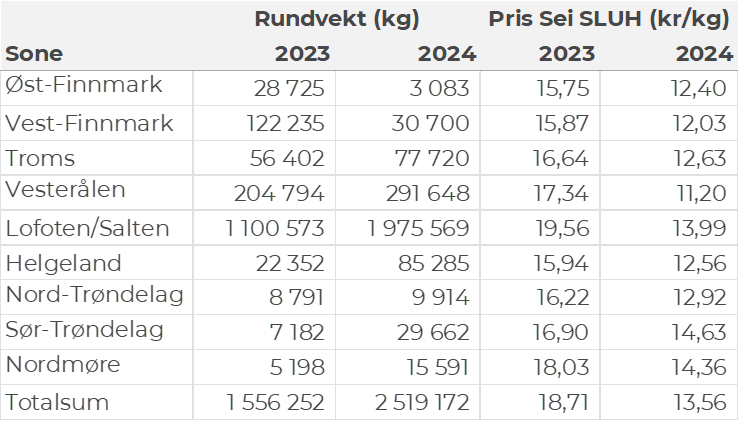 Rundvekt (kg) Pris Sei SLUH (kr/kg)
Sone 2023 2024 2023 2024
Øst-Finnmark 28 725 3 083 15,75 12,40
Vest-Finnmark 122 235 30 700 15,87 12,03
Troms 56 402 77 720 16,64 12,63
Vesterålen 204 794 291 648 17,34 11,20
Lofoten/Salten 1 100 573 1 975 569 19,56 13,99
Helgeland 22 352 85 285 15,94 12,56
Nord-Trøndelag 8 791 9 914 16,22 12,92
Sør-Trøndelag 7 182 29 662 16,90 14,63
Nordmøre 5 198 15 591 18,03 14,36
Totalsum 1 556 252 2 519 172 18,71 13,56